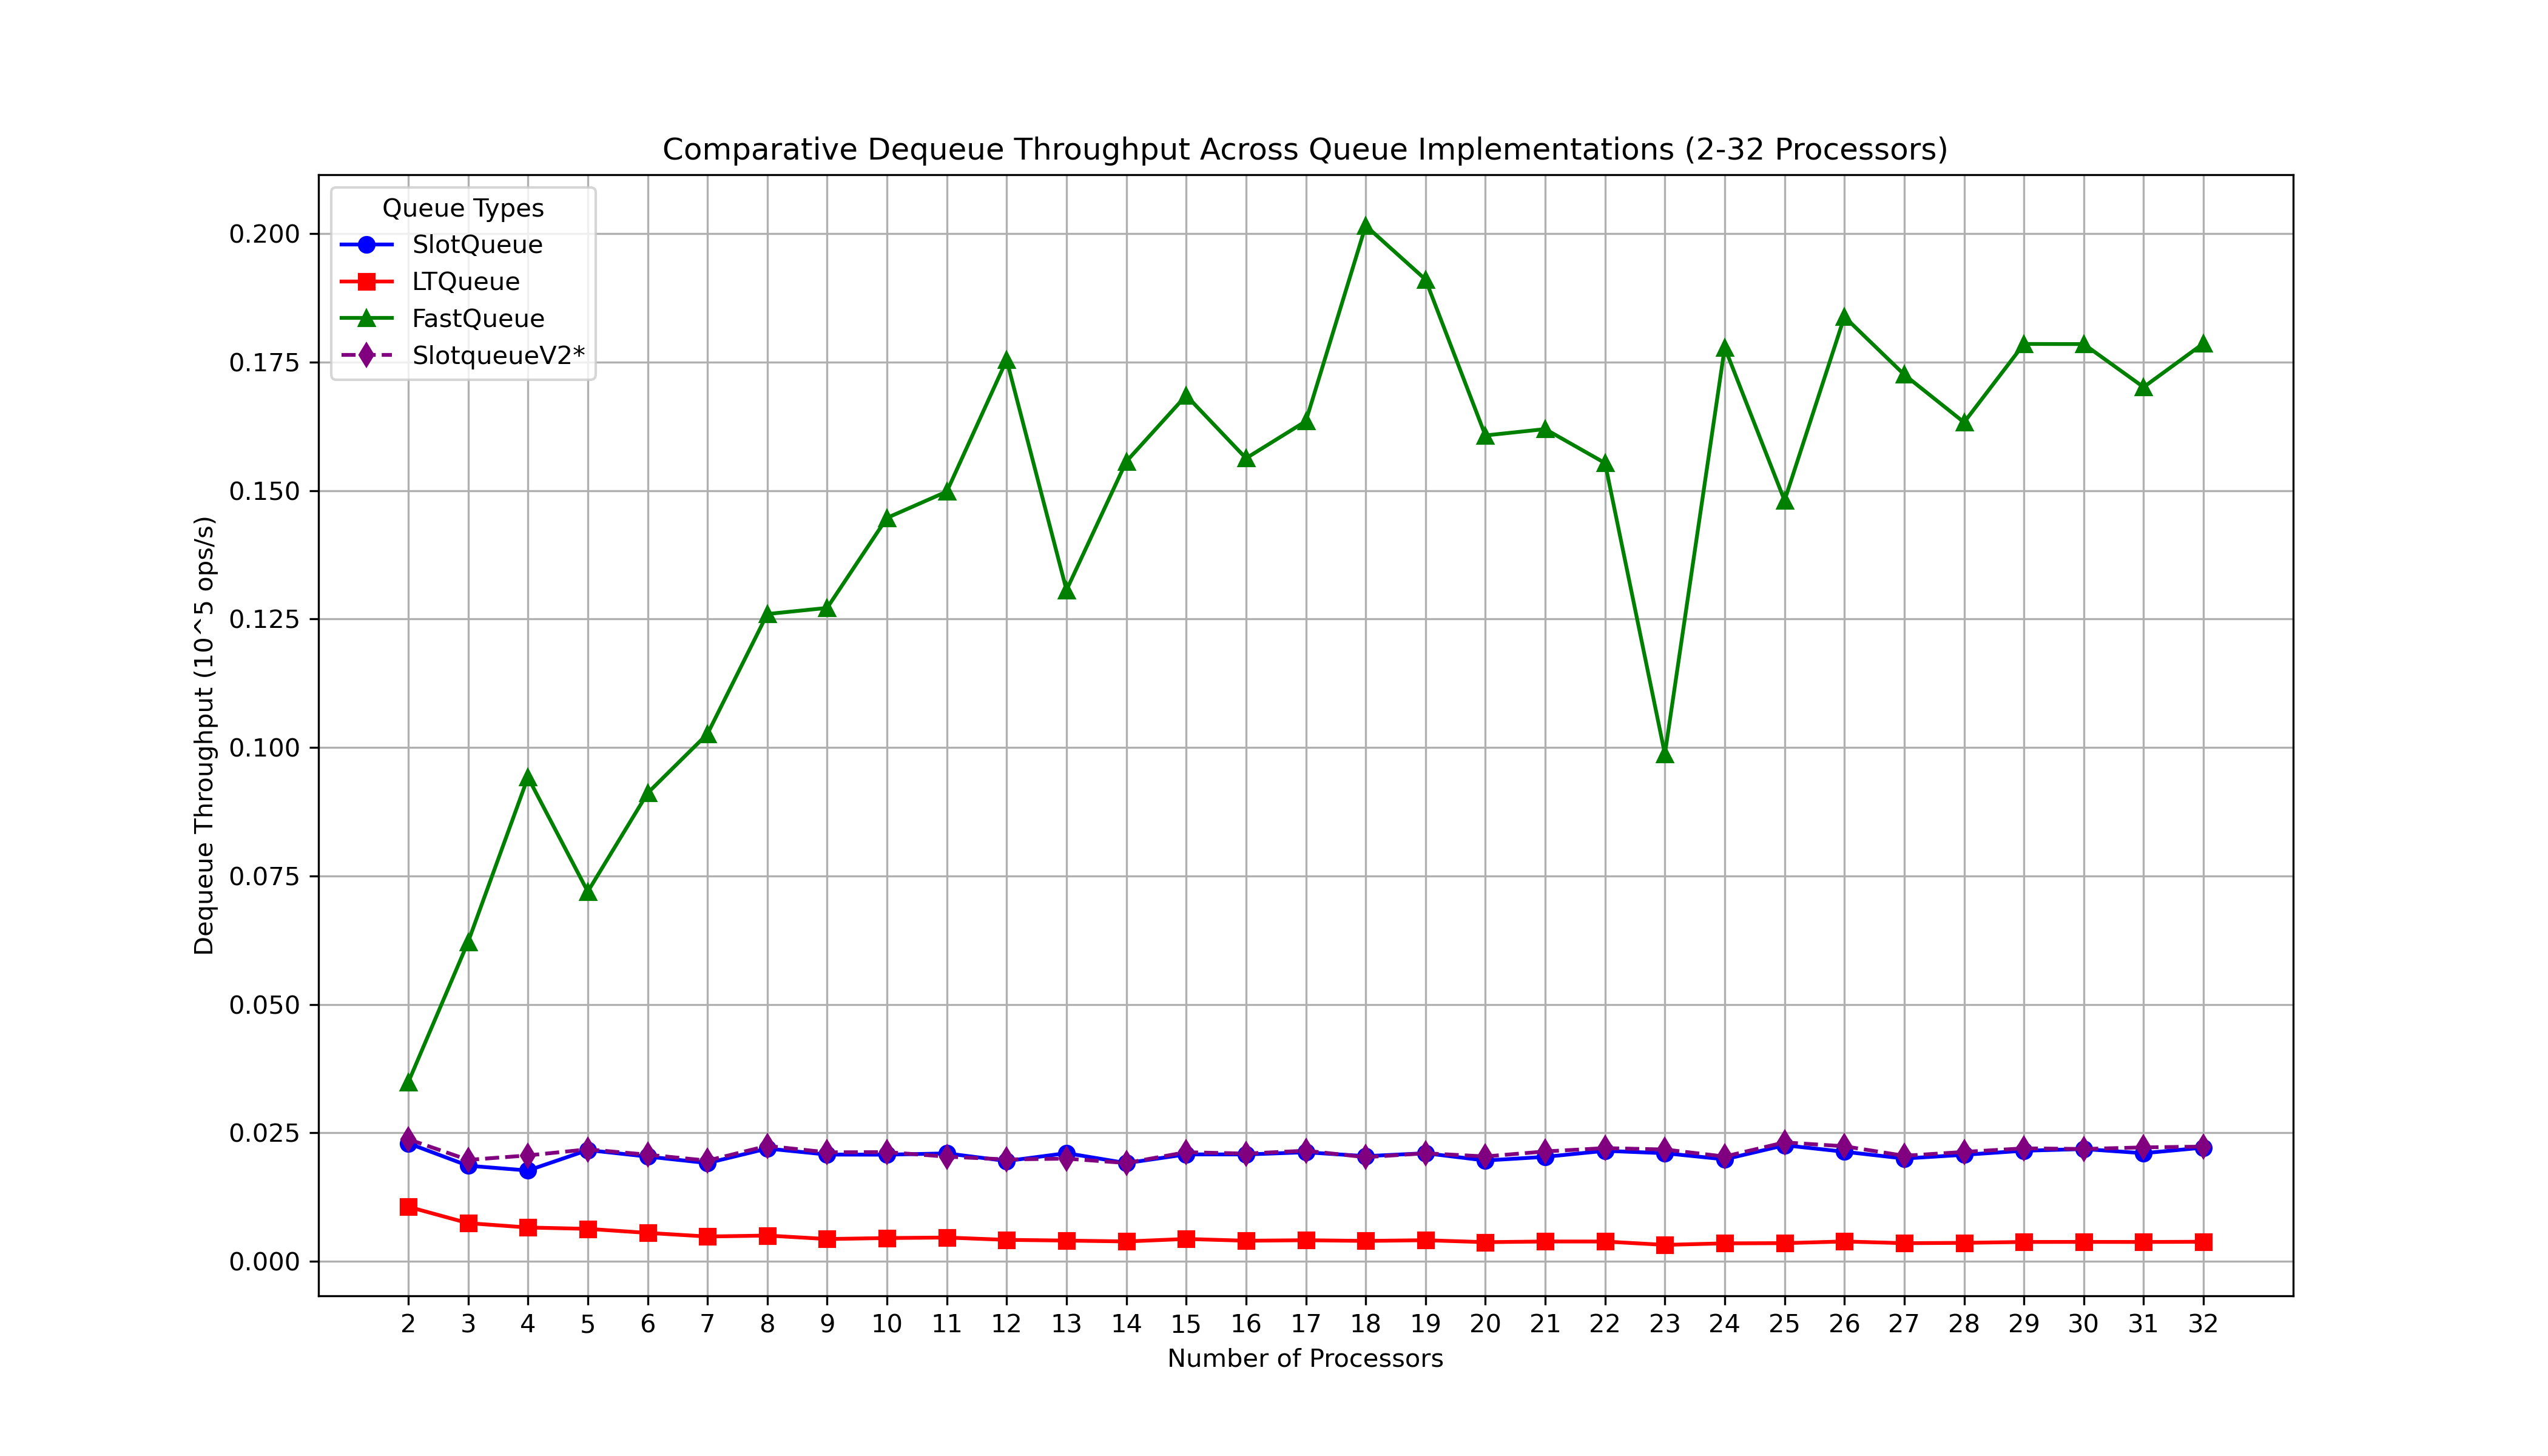 Comparative Dequeue Throughput Across Queue Implementations (2-32 Processors)
Queue Types
SlotQueue
LTQueue
FastQueue
SlotqueueV2*
Dequeue Throughput (10^5 ops/s)
0.200
0.175
0.150
0.125
0.100
0.075
0.050
0.025
0.000
2 3 4 5 6 7 8 9 10 11 12 13 14 15 16 17 18 19 20 21 22 23 24 25 26 27 28 29 30 31 32
Number of Processors